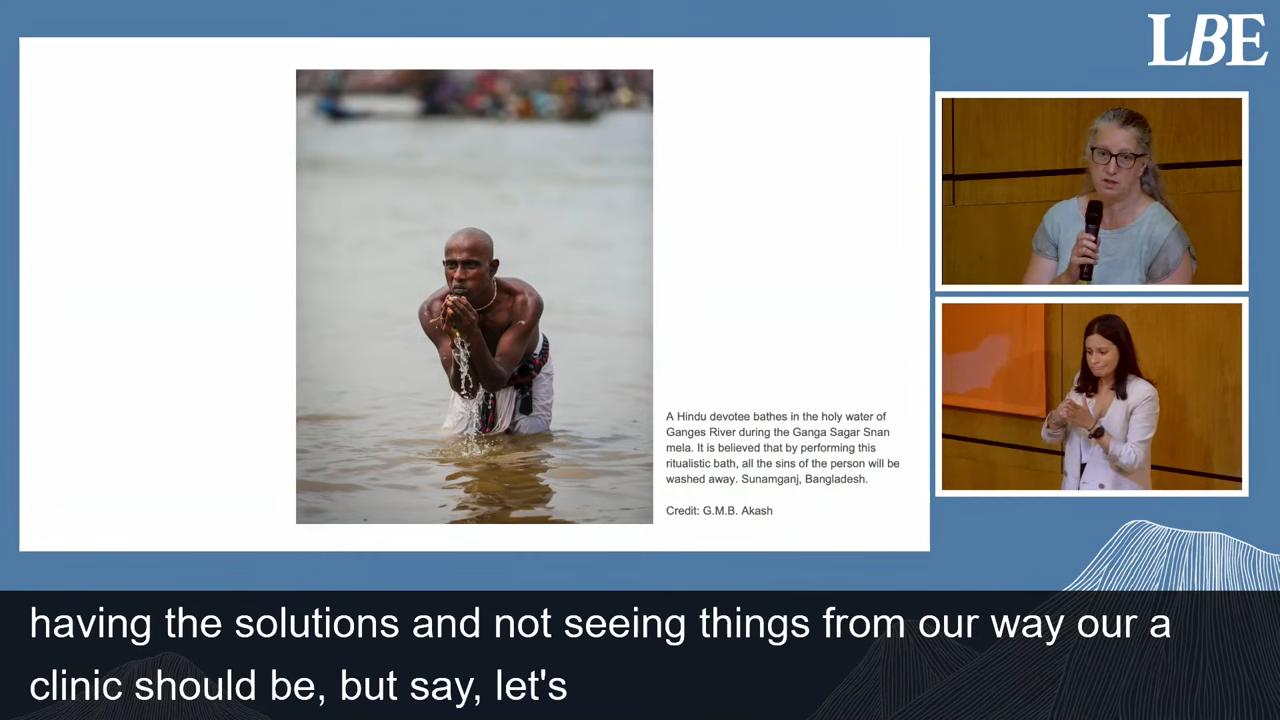 LBE
A Hindu devotee bathes in the holy water of
Ganges River during the Ganga Sagar Snan
mela. It is believed that by performing this
ritualistic bath, all the sins of the person will be
washed away. Sunamganj, Bangladesh.
Credit: G.M.B. Akash
having the solutions and not seeing things from our way our a
clinic should be, but say, let's